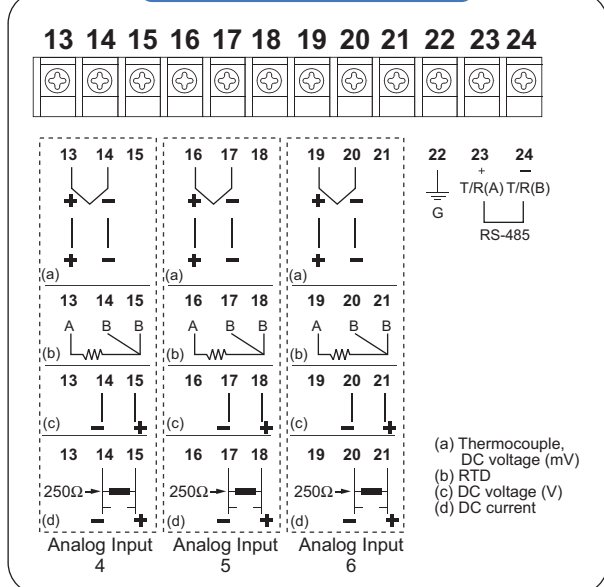 13 14 15 16 17 18 19 20 21 22 23 24
13 14 15 16 17 18 19 20 21 22 23 24
+ −
T/R(A) T/R(B)
G
RS-485
+ − + − + −
+ − + − + −
(a) (a) (a)
13 14 15 16 17 18 19 20 21
A B B A B B A B B
(b) (b) (b)
13 14 15 16 17 18 19 20 21
(c) − + (c) − + (c) − +
13 14 15 16 17 18 19 20 21
250Ω 250Ω 250Ω
(d) − + (d) − + (d) − +
Analog Input Analog Input Analog Input
4 5 6
(a) Thermocouple,
DC voltage (mV)
(b) RTD
(c) DC voltage (V)
(d) DC current